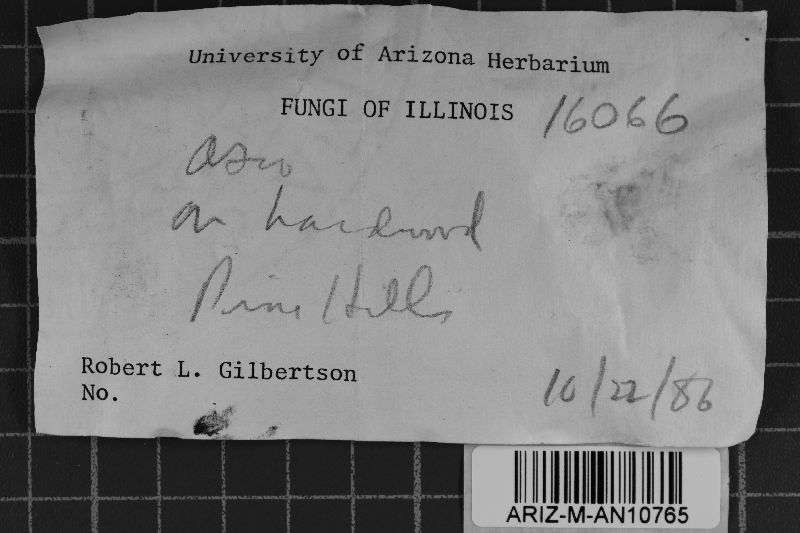 University of Arizona Herbarium
FUNGI OF ILLINOIS 16066
Asco
on hardwood
Pine Hills
Robert L. Gilbertson
No.
10/22/86
ARIZ-M-AN10765